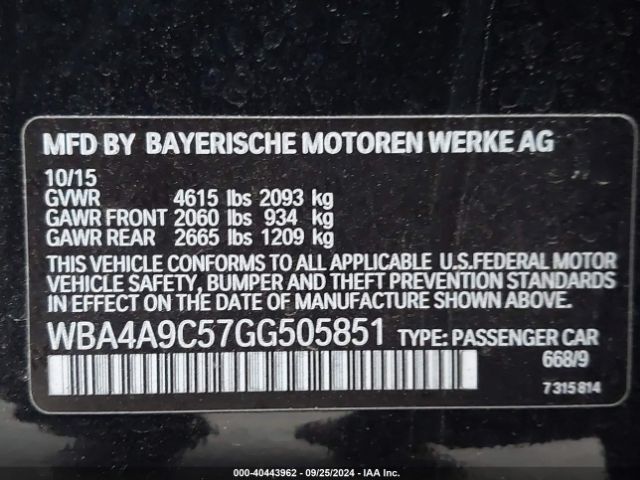 MFD BY BAYERISCHE MOTOREN WERKE AG
10/15
GVWR 4615 lbs 2093 kg
GAWR FRONT 2060 lbs 934 kg
GAWR REAR 2665 lbs 1209 kg
THIS VEHICLE CONFORMS TO ALL APPLICABLE U.S.FEDERAL MOTOR
VEHICLE SAFETY, BUMPER AND THEFT PREVENTION STANDARDS
IN EFFECT ON THE DATE OF MANUFACTURE SHOWN ABOVE.
WBA4A9C57GG505851 TYPE: PASSENGER CAR
668/9
7315814
000-40443962 - 09/25/2024 - IAA Inc.